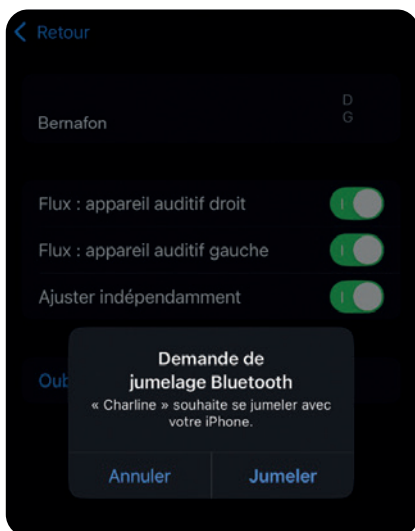 Retour
D
Bernafon
G
Flux : appareil auditif droit
Flux : appareil auditif gauche
Ajuster indépendamment
Oub
Demande de
jumelage Bluetooth
« Charline » souhaite se jumeler avec
votre iPhone.
Annuler Jumeler